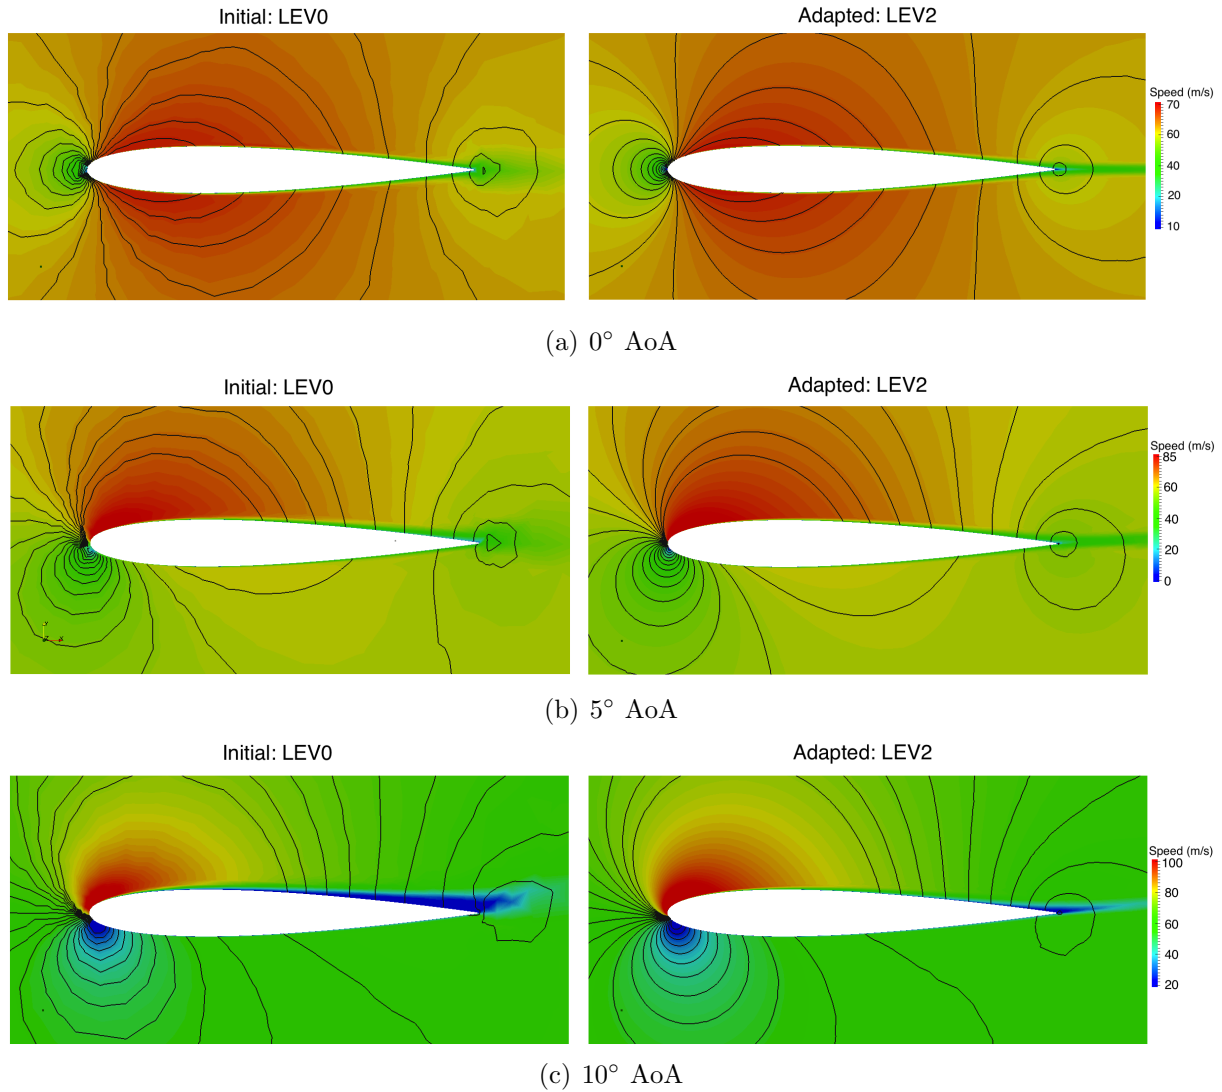 Initial: LEV0
Adapted: LEV2
Speed (m/s)
70
60
40
20
10
(a) 0° AoA
Initial: LEV0
Adapted: LEV2
Speed (m/s)
85
60
40
20
0
(b) 5° AoA
Initial: LEV0
Adapted: LEV2
Speed (m/s)
100
80
60
40
20
(c) 10° AoA